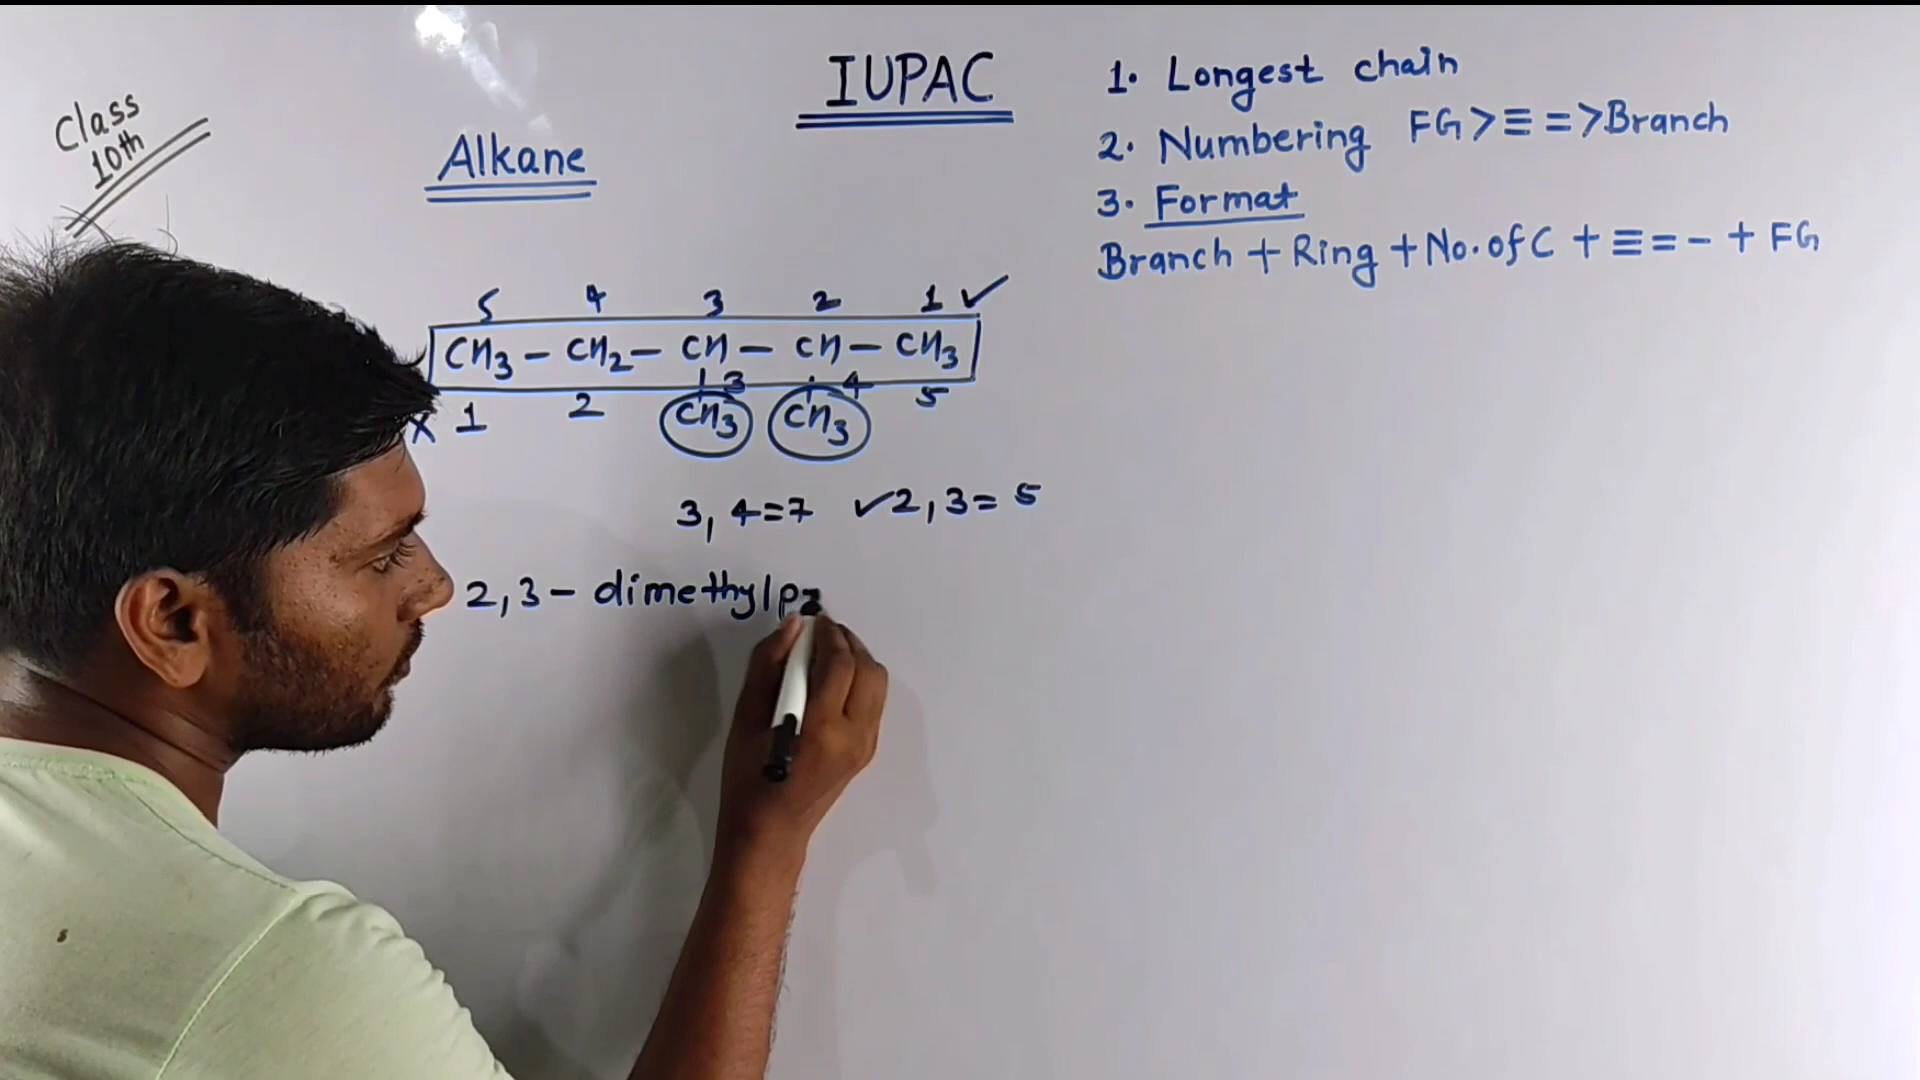 Class
10th
IUPAC
Alkane
1. Longest chain
2. Numbering FG > ≡ = > Branch
3. Format
Branch + Ring + No. of C + ≡ = - + FG
5 4 3 2 1 ✓
CH3 - CH2 - CH - CH - CH3
3 4
x 1 2 CH3 CH3 5
3, 4 = 7 ✓ 2, 3 = 5
2, 3 - dimethylp